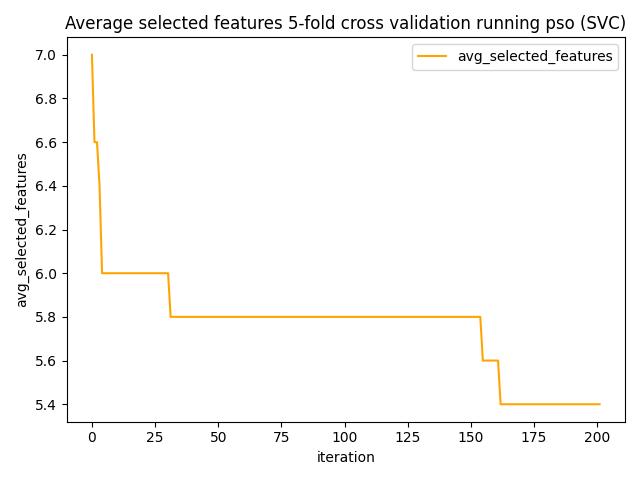 Average selected features 5-fold cross validation running pso (SVC)
avg_selected_features
avg_selected_features
7.0
6.8
6.6
6.4
6.2
6.0
5.8
5.6
5.4
0 25 50 75 100 125 150 175 200
iteration